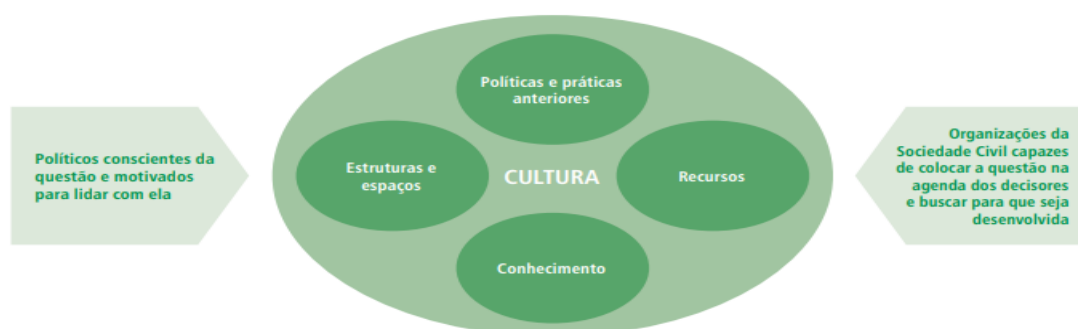 Políticas e práticas
anteriores
Políticos conscientes da
questão e motivados
para lidar com ela
Estruturas e
espaços
CULTURA
Recursos
Organizações da
Sociedade Civil capazes
de colocar a questão na
agenda dos decisores
e buscar para que seja
desenvolvida
Conhecimento